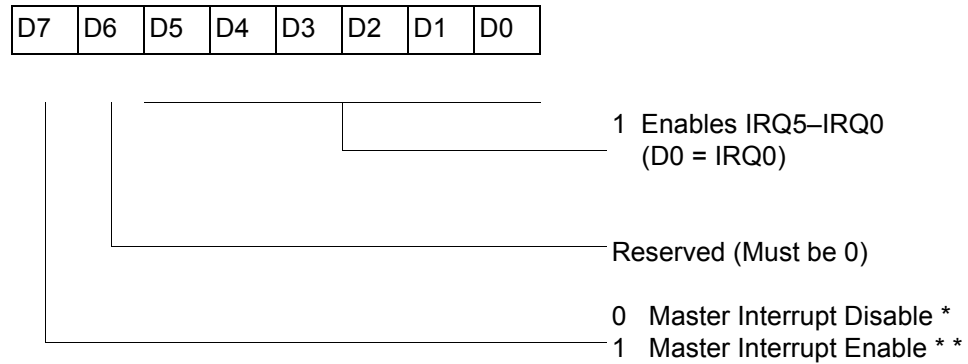 D7 D6 D5 D4 D3 D2 D1 D0
1 Enables IRQ5–IRQ0
(D0 = IRQ0)
Reserved (Must be 0)
0 Master Interrupt Disable *
1 Master Interrupt Enable * *